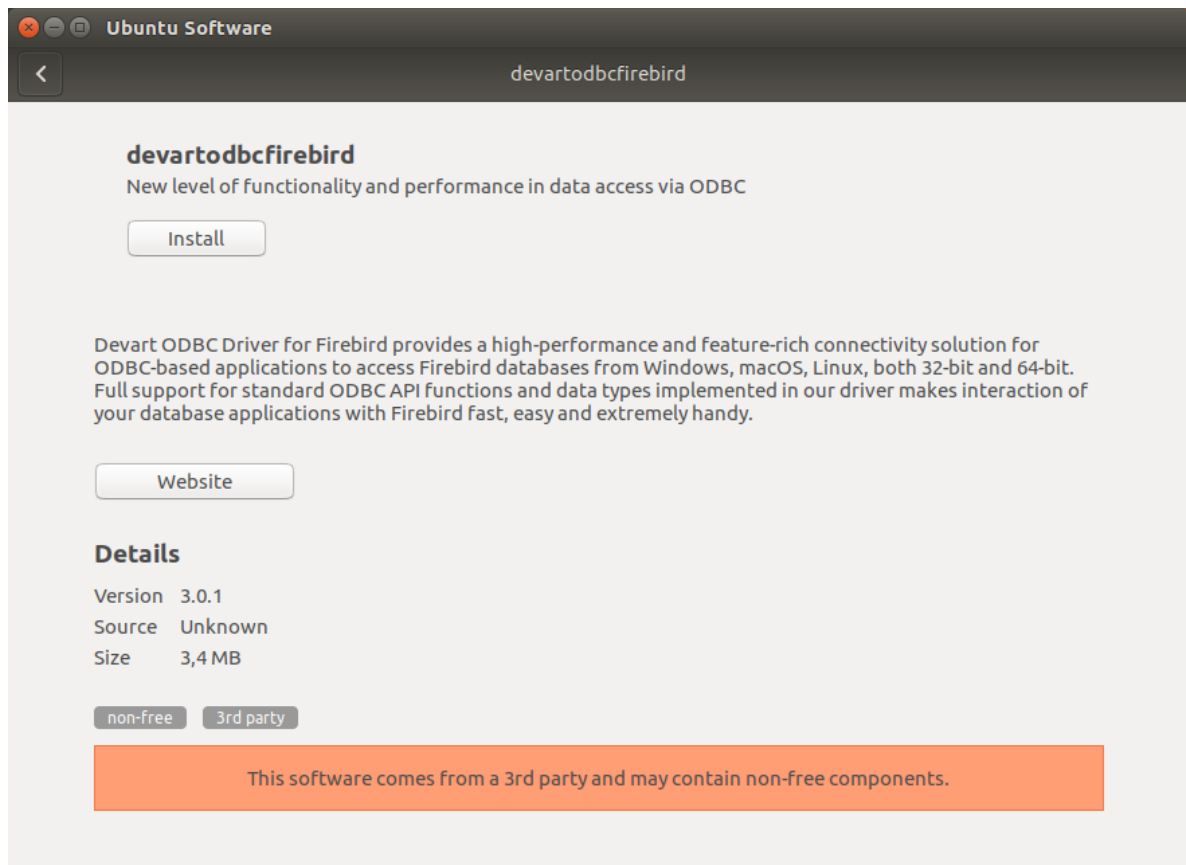 Ubuntu Software
devartodbcfirebird
devartodbcfirebird
New level of functionality and performance in data access via ODBC
Install
Devart ODBC Driver for Firebird provides a high-performance and feature-rich connectivity solution for
ODBC-based applications to access Firebird databases from Windows, macOS, Linux, both 32-bit and 64-bit.
Full support for standard ODBC API functions and data types implemented in our driver makes interaction of
your database applications with Firebird fast, easy and extremely handy.
Website
Details
Version 3.0.1
Source Unknown
Size 3,4 MB
non-free 3rd party
This software comes from a 3rd party and may contain non-free components.